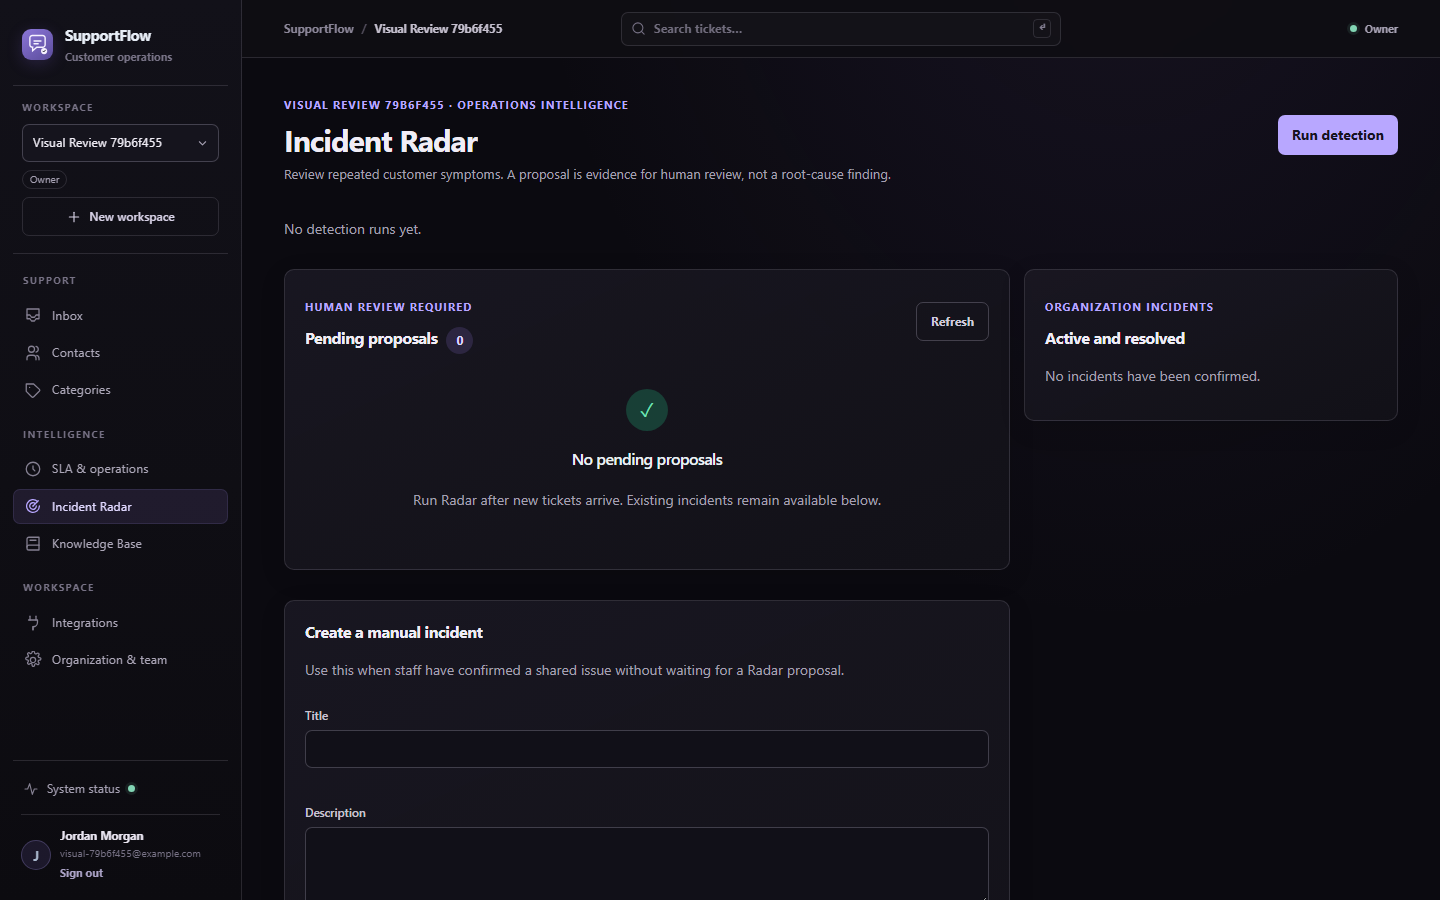 SupportFlow
Customer operations
WORKSPACE
Visual Review 79b6f455
Owner
New workspace
SUPPORT
Inbox
Contacts
Categories
INTELLIGENCE
SLA & operations
Incident Radar
Knowledge Base
WORKSPACE
Integrations
Organization & team
System status
J
Jordan Morgan
visual-79b6f455@example.com
Sign out
SupportFlow / Visual Review 79b6f455
Search tickets...
Owner
VISUAL REVIEW 79B6F455 · OPERATIONS INTELLIGENCE
Incident Radar
Review repeated customer symptoms. A proposal is evidence for human review, not a root-cause finding.
Run detection
No detection runs yet.
HUMAN REVIEW REQUIRED
Pending proposals 0
Refresh
No pending proposals
Run Radar after new tickets arrive. Existing incidents remain available below.
ORGANIZATION INCIDENTS
Active and resolved
No incidents have been confirmed.
Create a manual incident
Use this when staff have confirmed a shared issue without waiting for a Radar proposal.
Title
Description